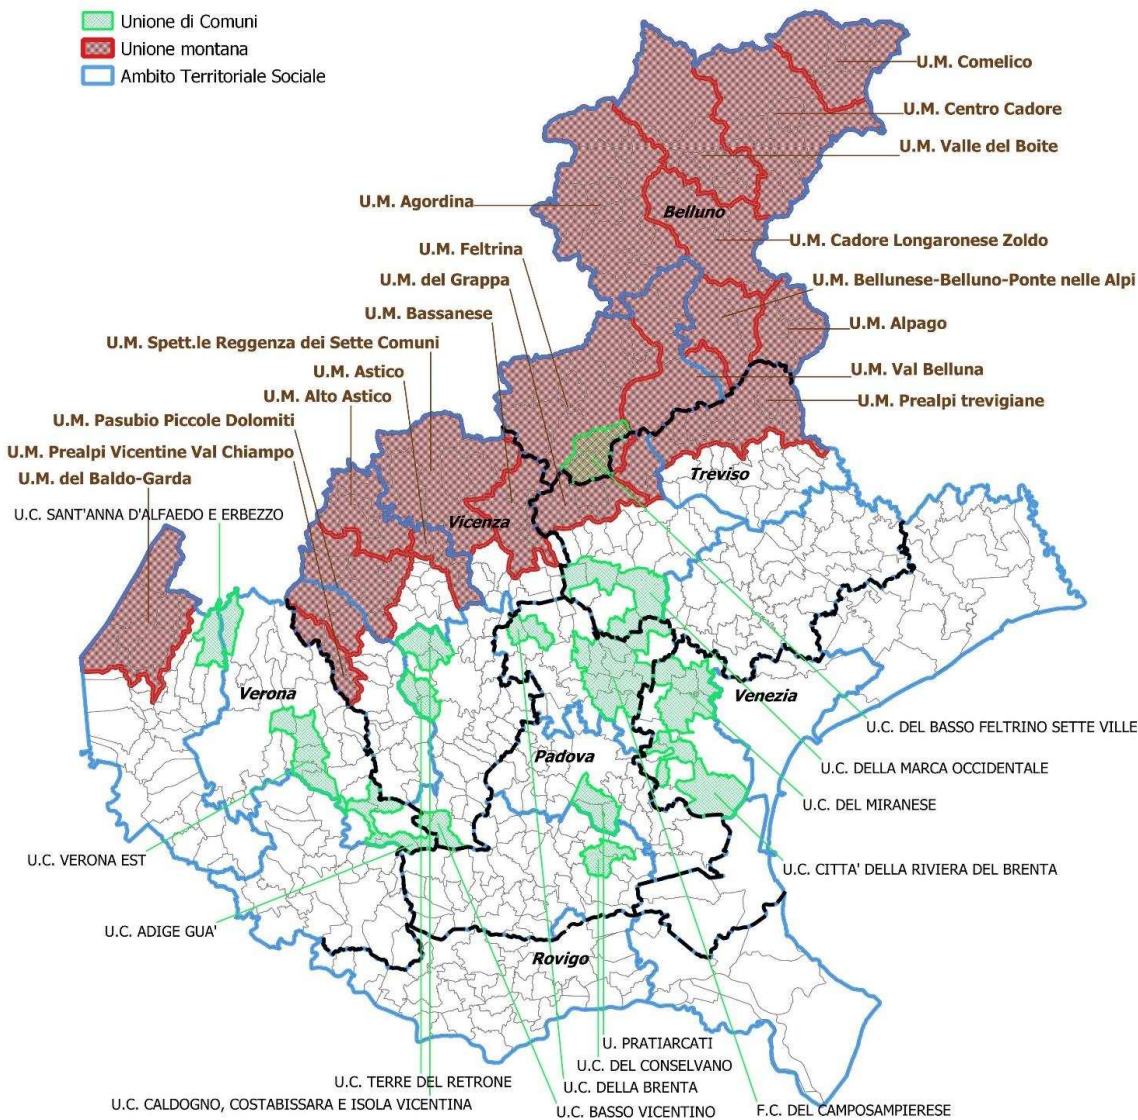 Unione di Comuni
Unione montana
Ambito Territoriale Sociale
U.M. Comelico
U.M. Centro Cadore
U.M. Valle del Boite
U.M. Agordina
Belluno
U.M. Cadore Longaronese Zoldo
U.M. Feltrina
U.M. del Grappa
U.M. Bellunese-Belluno-Ponte nelle Alpi
U.M. Bassanese
U.M. Alpago
U.M. Spett.le Reggenza dei Sette Comuni
U.M. Astico
U.M. Val Belluna
U.M. Alto Astico
U.M. Prealpi trevigiane
U.M. Pasubio Piccole Dolomiti
U.M. Prealpi Vicentine Val Chiampo
U.M. del Baldo-Garda
Treviso
U.C. SANT'ANNA D'ALFAEDO E ERBEZZO
Vicenza
Verona
Venezia
U.C. DEL BASSO FELTRINO SETTE VILLE
Padova
U.C. DELLA MARCA OCCIDENTALE
U.C. DEL MIRANESE
U.C. VERONA EST
U.C. CITTA' DELLA RIVIERA DEL BRENTA
U.C. ADIGE GUA'
Rovigo
U. PRATIARCATI
U.C. DEL CONSELVANO
U.C. TERRE DEL RETRONE
U.C. DELLA BRENTA
U.C. CALDOGNO, COSTABISSARA E ISOLA VICENTINA
U.C. BASSO VICENTINO
F.C. DEL CAMPOSAMPIERESE